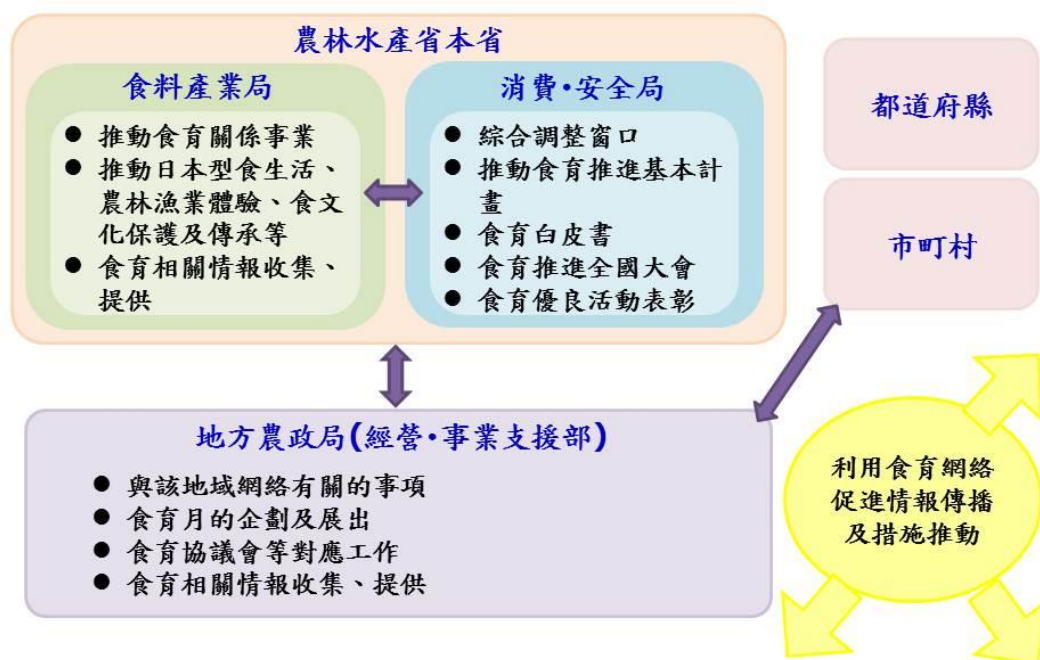 農林水產省本省
食料產業局
● 推動食育關係事業
● 推動日本型食生活、
農林漁業體驗、食文
化保護及傳承等
● 食育相關情報收集、
提供
消費·安全局
● 綜合調整窗口
● 推動食育推進基本計
畫
● 食育白皮書
● 食育推進全國大會
● 食育優良活動表彰
都道府縣
市町村
地方農政局(經營·事業支援部)
● 與該地域網絡有關的事項
● 食育月的企劃及展出
● 食育協議會等對應工作
● 食育相關情報收集、提供
利用食育網絡
促進情報傳播
及措施推動